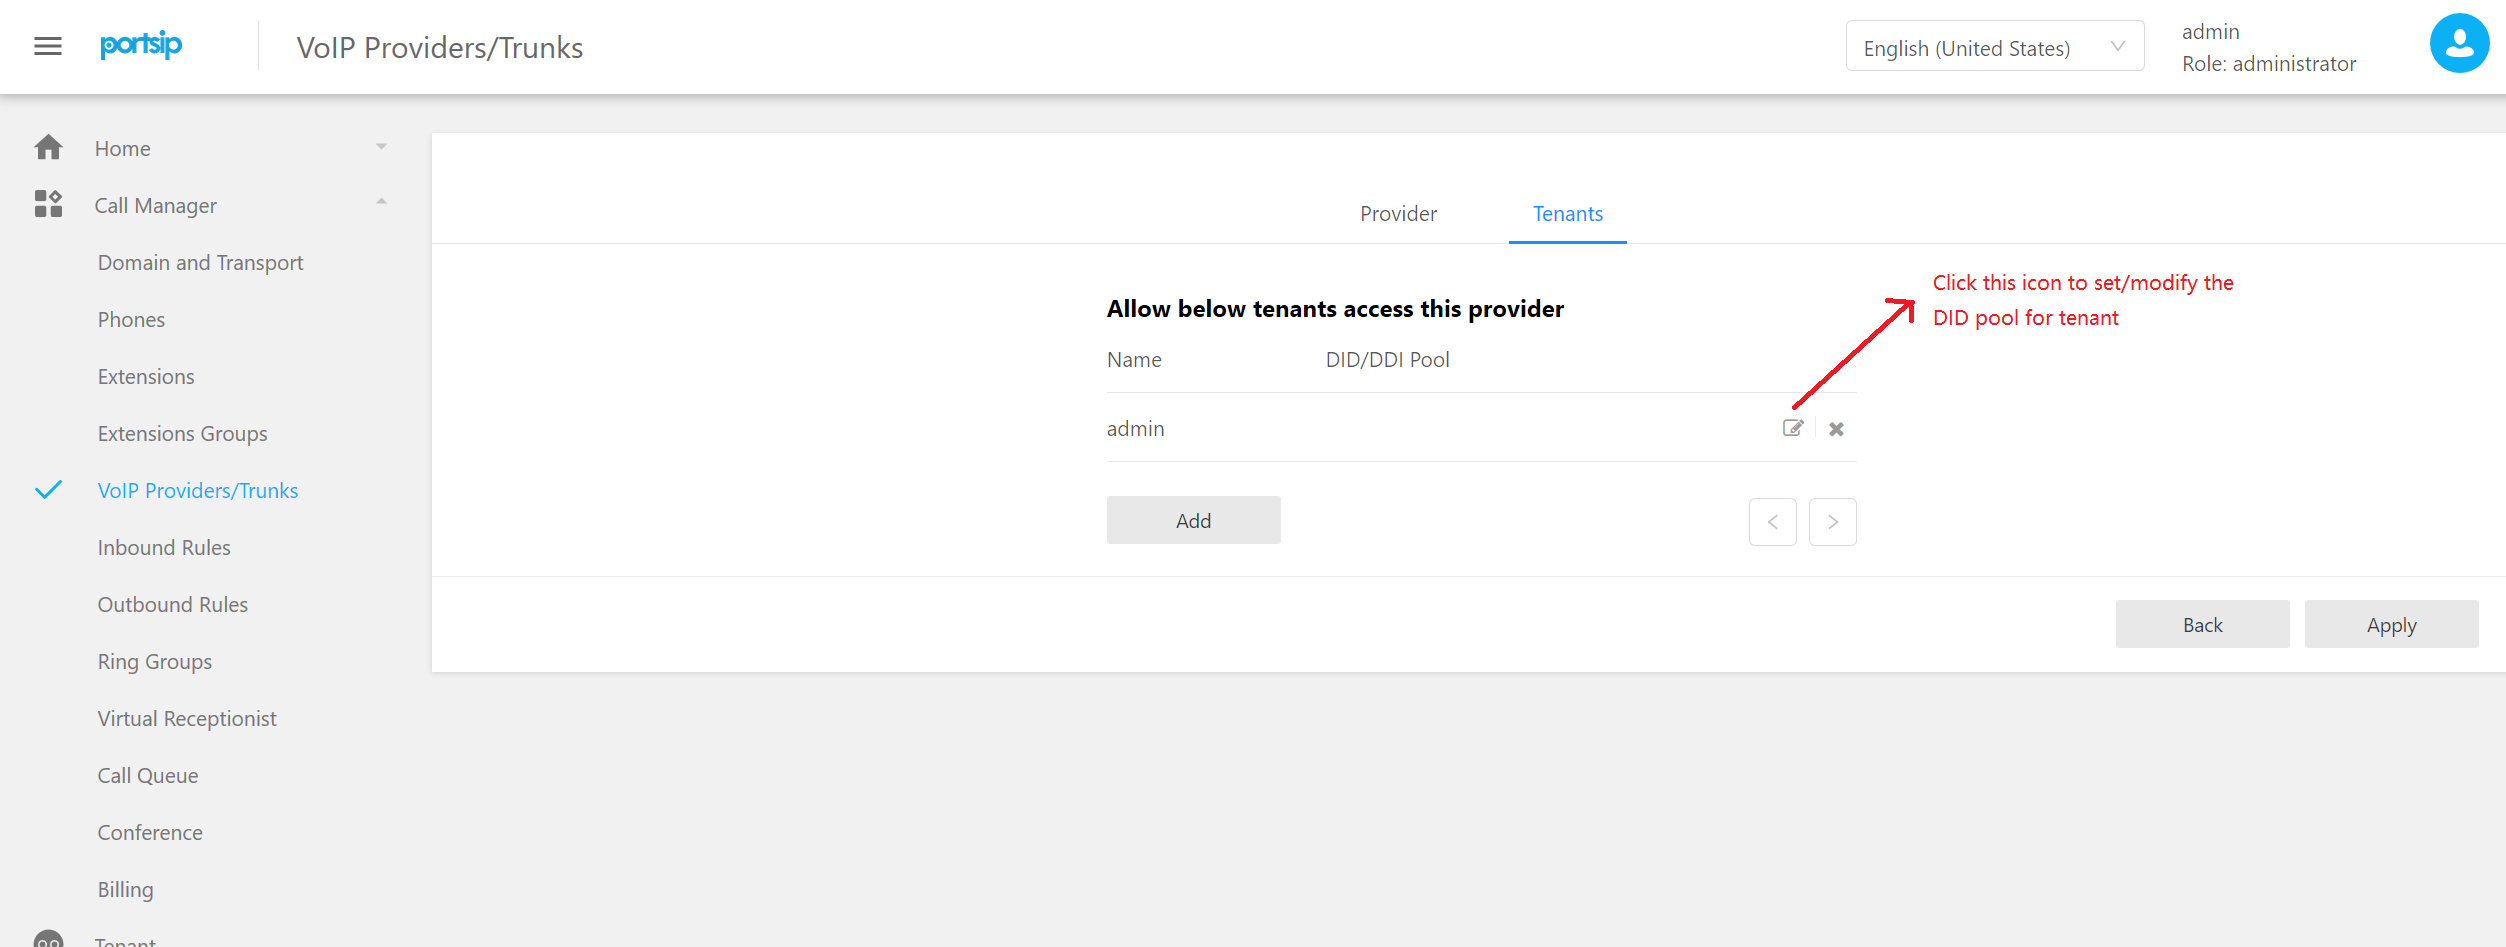 portsip
VoIP Providers/Trunks
English (United States)
admin
Role: administrator
Home
Call Manager
Domain and Transport
Phones
Extensions
Extensions Groups
VoIP Providers/Trunks
Inbound Rules
Outbound Rules
Ring Groups
Virtual Receptionist
Call Queue
Conference
Billing
Tenant
Provider
Tenants
Click this icon to set/modify the
DID pool for tenant
Allow below tenants access this provider
Name
DID/DDI Pool
admin
Add
Back
Apply